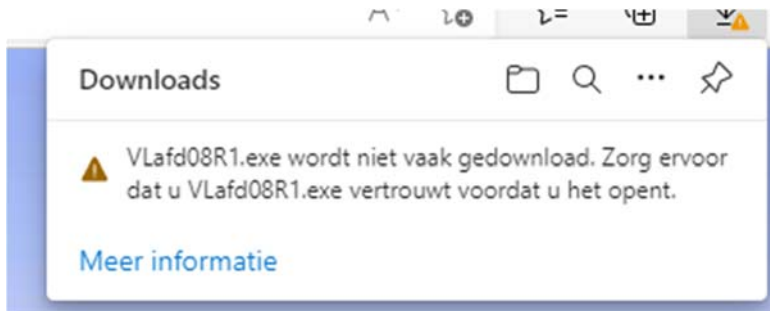 Downloads
VLafd08R1.exe wordt niet vaak gedownload. Zorg ervoor
dat u VLafd08R1.exe vertrouwt voordat u het opent.
Meer informatie